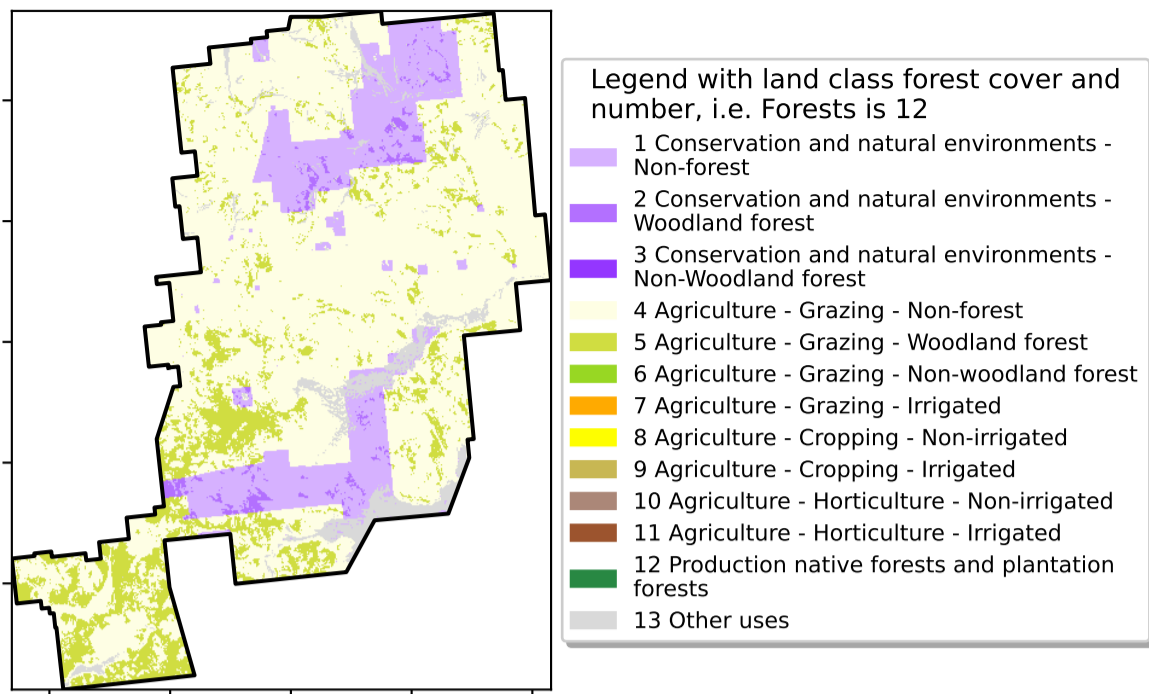 Legend with land class forest cover and
number, i.e. Forests is 12
1 Conservation and natural environments -
Non-forest
2 Conservation and natural environments -
Woodland forest
3 Conservation and natural environments -
Non-Woodland forest
4 Agriculture - Grazing - Non-forest
5 Agriculture - Grazing - Woodland forest
6 Agriculture - Grazing - Non-woodland forest
7 Agriculture - Grazing - Irrigated
8 Agriculture - Cropping - Non-irrigated
9 Agriculture - Cropping - Irrigated
10 Agriculture - Horticulture - Non-irrigated
11 Agriculture - Horticulture - Irrigated
12 Production native forests and plantation
forests
13 Other uses